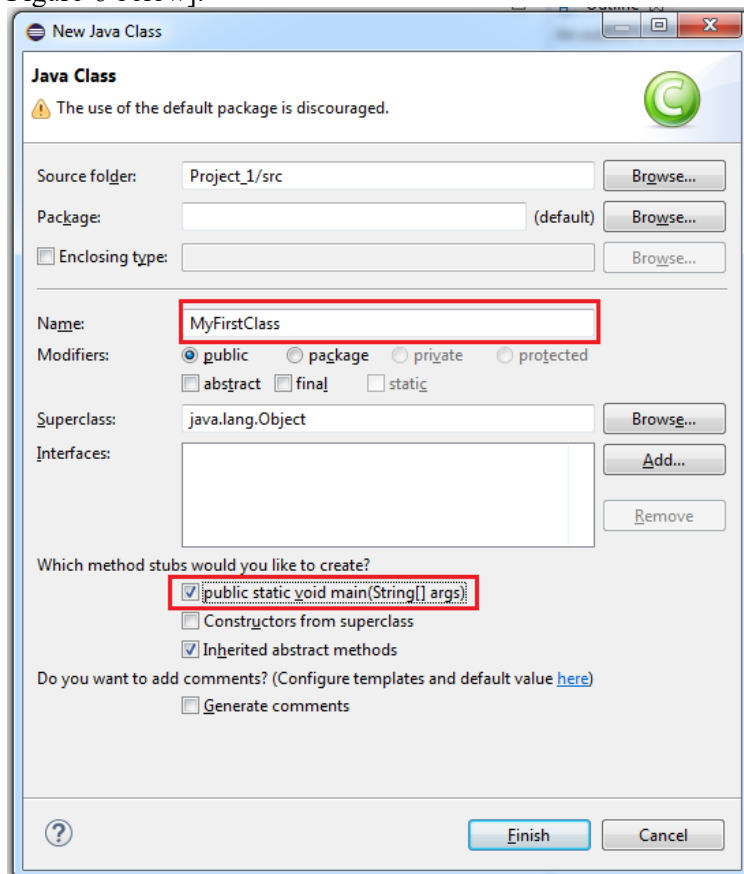 New Java Class
Java Class
The use of the default package is discouraged.
Source folder: Project_1/src Browse...
Package: (default) Browse...
Enclosing type: Browse...
Name: MyFirstClass
Modifiers: public package private protected
abstract final static
Superclass: java.lang.Object Browse...
Interfaces: Add...
Remove
Which method stubs would you like to create?
public static void main(String[] args)
Constructors from superclass
Inherited abstract methods
Do you want to add comments? (Configure templates and default value here)
Generate comments
? Finish Cancel